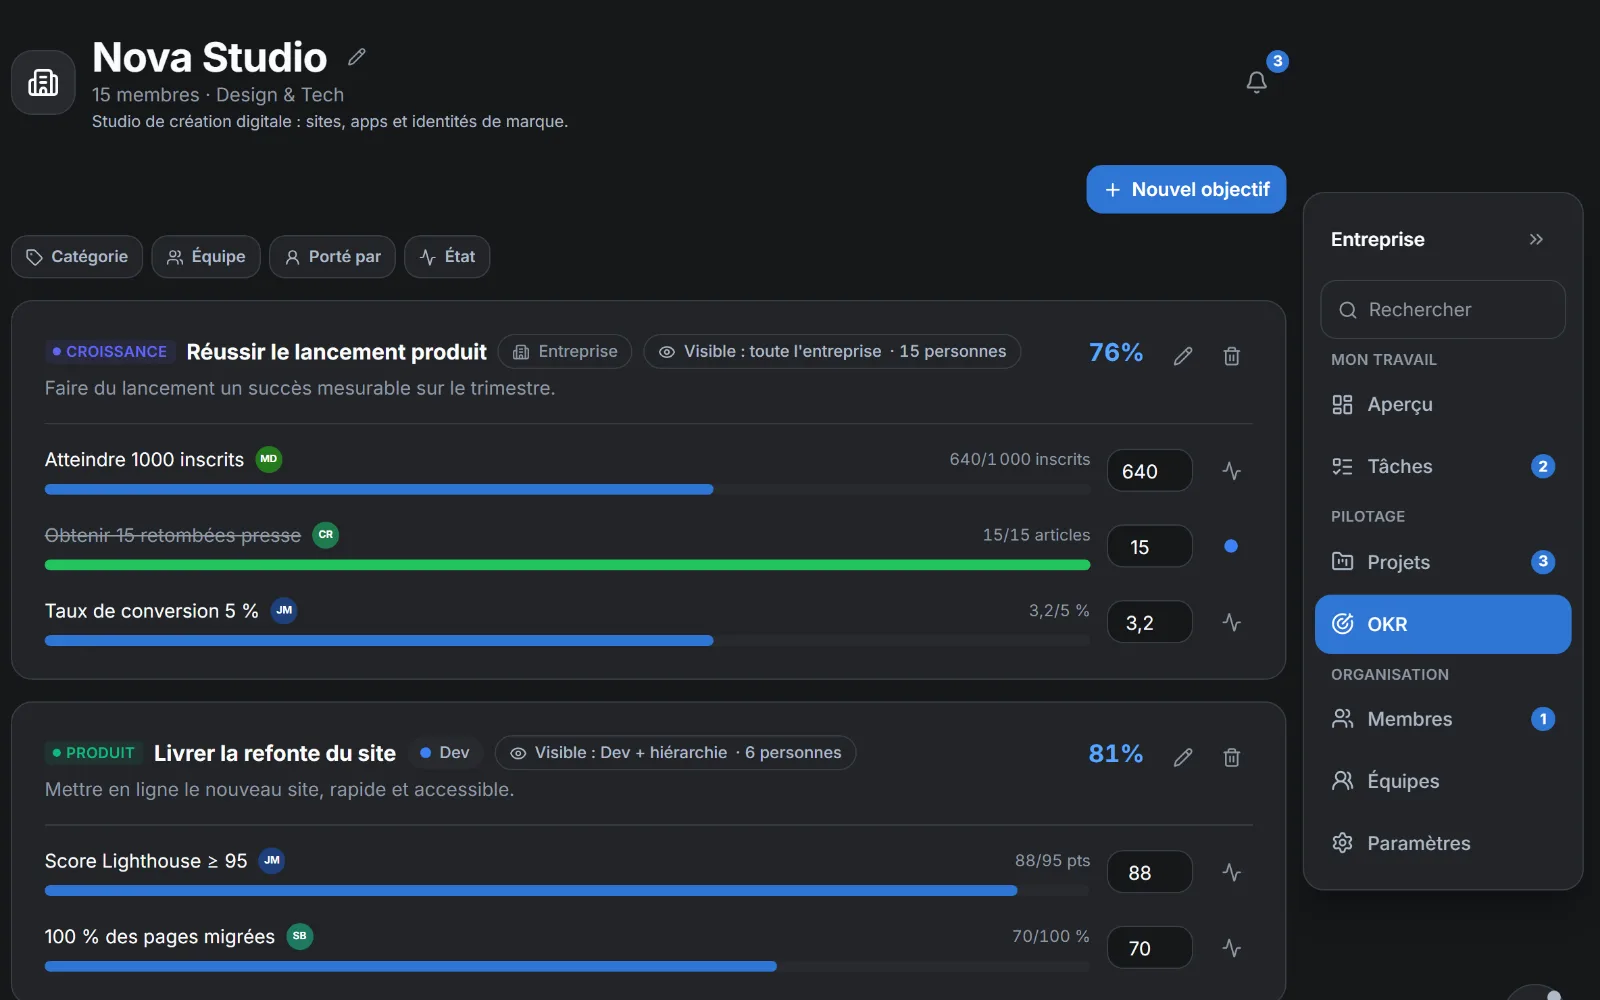 Nova Studio
15 membres · Design & Tech
Studio de création digitale : sites, apps et identités de marque.
3
+ Nouvel objectif
Catégorie
Équipe
Porté par
État
CROISSANCE Réussir le lancement produit Entreprise Visible : toute l'entreprise · 15 personnes 76%
Faire du lancement un succès mesurable sur le trimestre.
Atteindre 1000 inscrits MD 640/1 000 inscrits 640
Obtenir 15 retombées presse CR 15/15 articles 15
Taux de conversion 5 % JM 3,2/5 % 3,2
PRODUIT Livrer la refonte du site Dev Visible : Dev + hiérarchie · 6 personnes 81%
Mettre en ligne le nouveau site, rapide et accessible.
Score Lighthouse ≥ 95 JM 88/95 pts 88
100 % des pages migrées SB 70/100 % 70
Entreprise
Rechercher
MON TRAVAIL
Aperçu
Tâches 2
PILOTAGE
Projets 3
OKR
ORGANISATION
Membres 1
Équipes
Paramètres